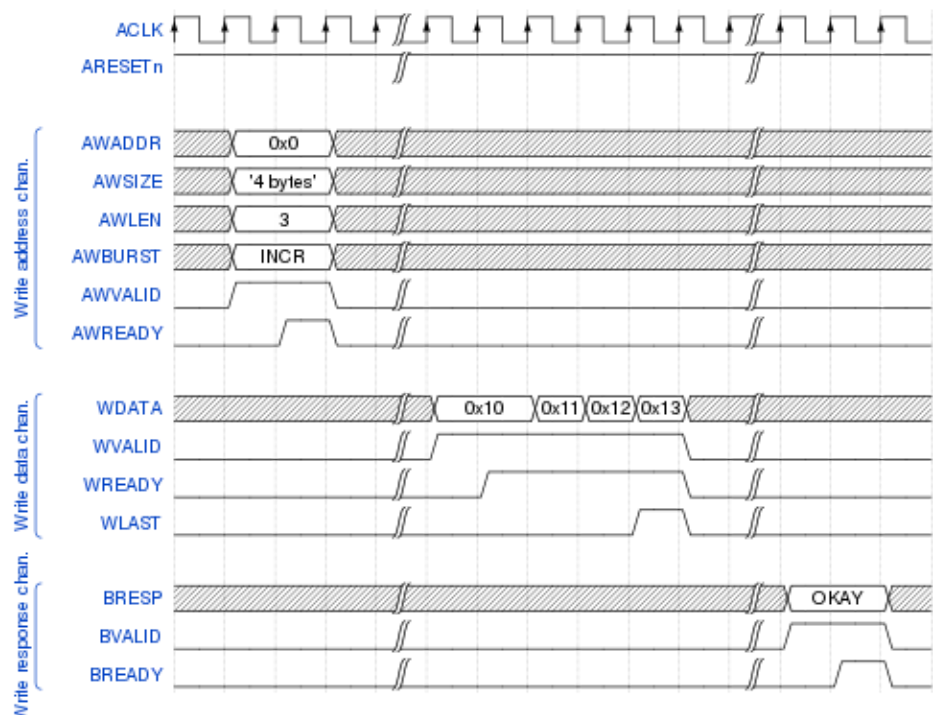 ACLK
ARESETn
Write address chan.
AWADDR 0x0
AWSIZE '4 bytes'
AWLEN 3
AWBURST INCR
AWVALID
AWREADY
Write data chan.
WDATA 0x10 0x11 0x12 0x13
WVALID
WREADY
WLAST
Write response chan.
BRESP OKAY
BVALID
BREADY